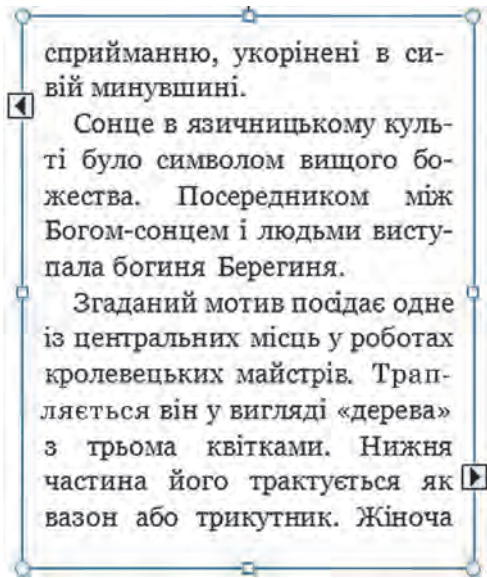 сприйманню, укорінені в си-
вій минувшині.
Сонце в язичницькому куль-
ті було символом вищого бо-
жества. Посередником між
Богом-сонцем і людьми висту-
пала богиня Берегиня.
Згаданий мотив посідає одне
із центральних місць у роботах
кролевецьких майстрів. Трап-
ляється він у вигляді «дерева»
з трьома квітками. Нижня
частина його трактується як
вазон або трикутник. Жіноча